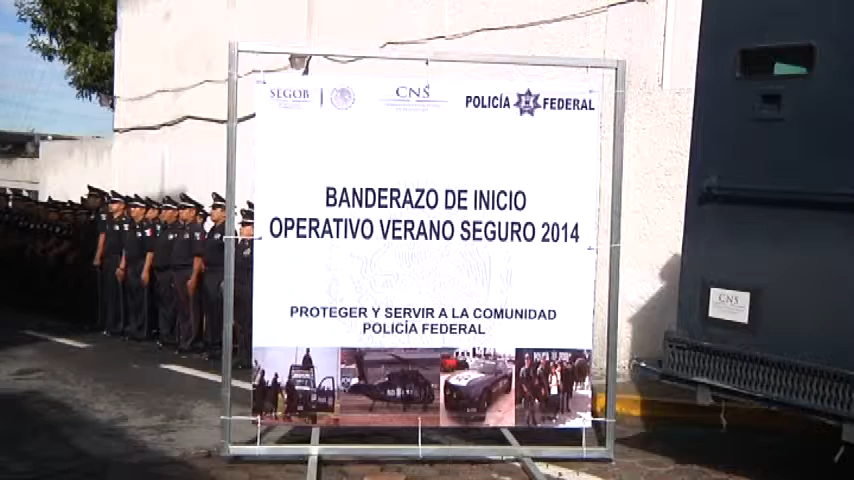 SEGOB
CNS
POLICÍA FEDERAL
BANDERAZO DE INICIO
OPERATIVO VERANO SEGURO 2014
PROTEGER Y SERVIR A LA COMUNIDAD
POLICÍA FEDERAL
CNS